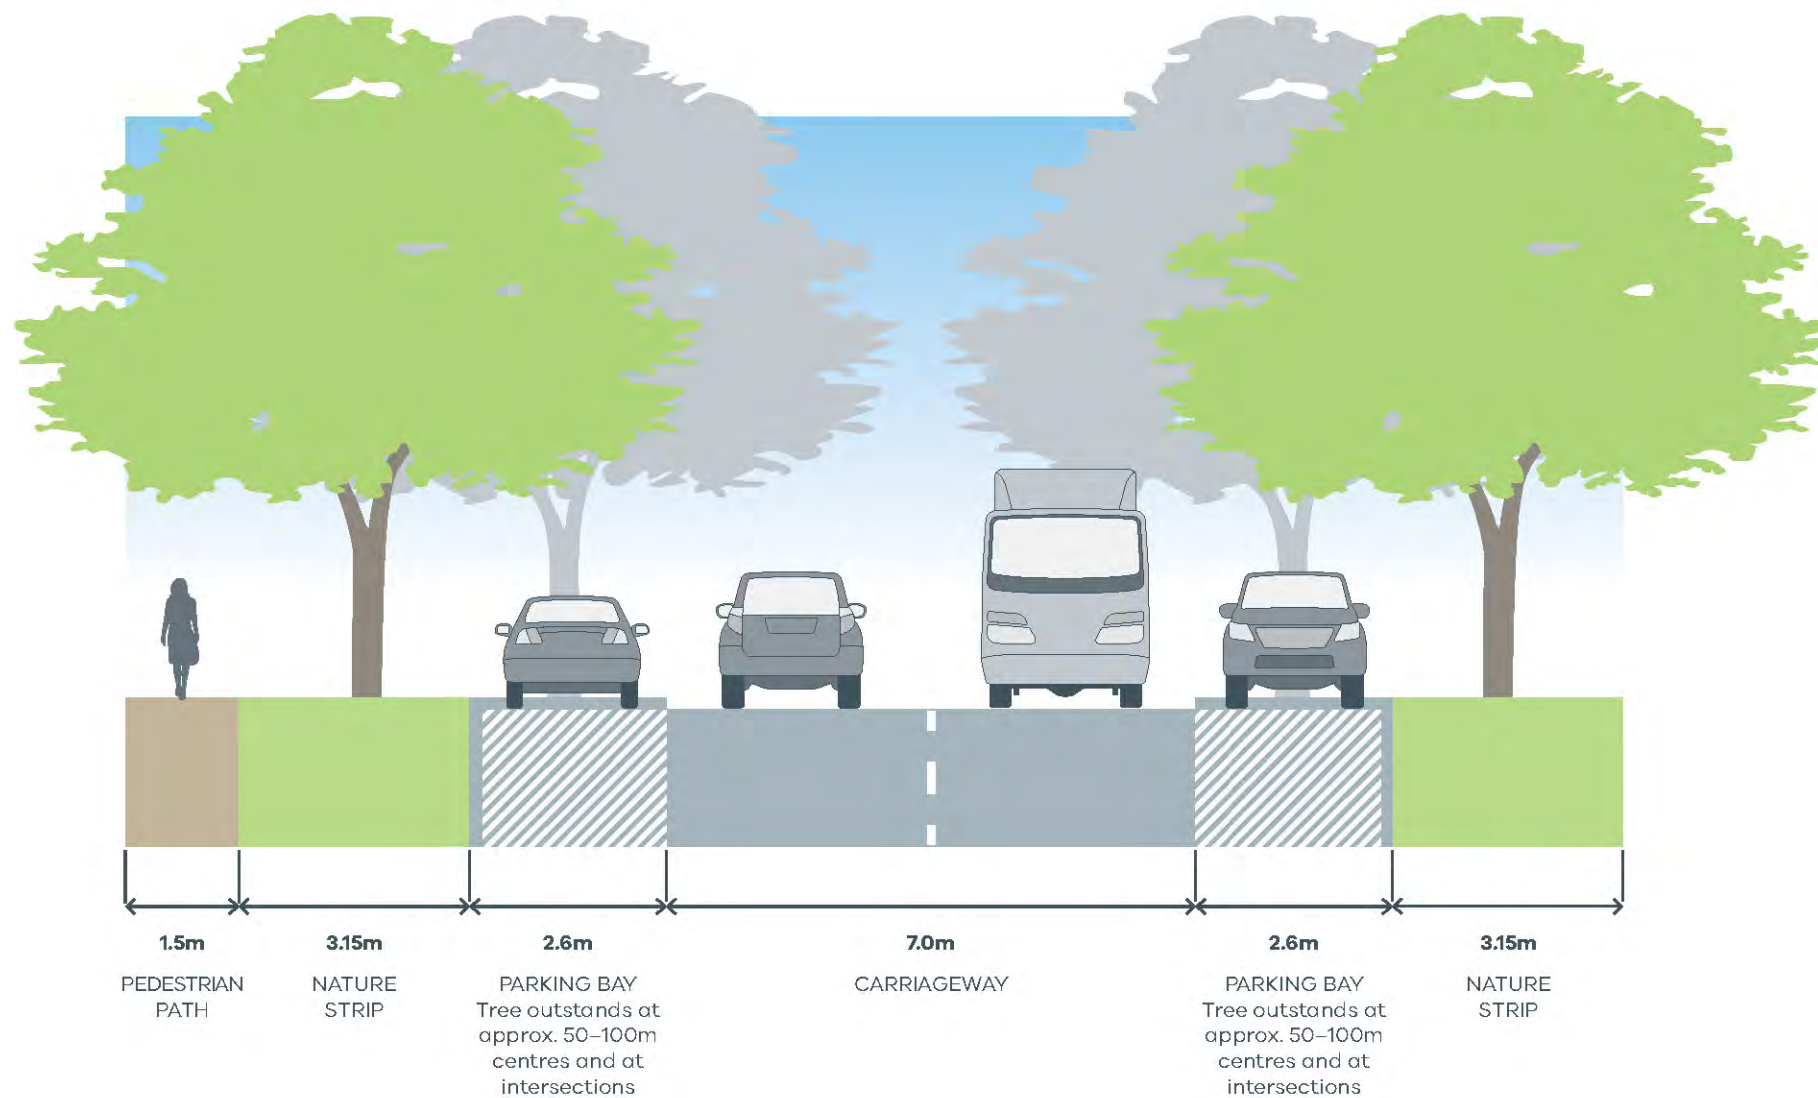 1.5m
PEDESTRIAN
PATH
3.15m
NATURE
STRIP
2.6m
PARKING BAY
Tree outstands at
approx. 50–100m
centres and at
intersections
7.0m
CARRIAGEWAY
2.6m
PARKING BAY
Tree outstands at
approx. 50–100m
centres and at
intersections
3.15m
NATURE
STRIP